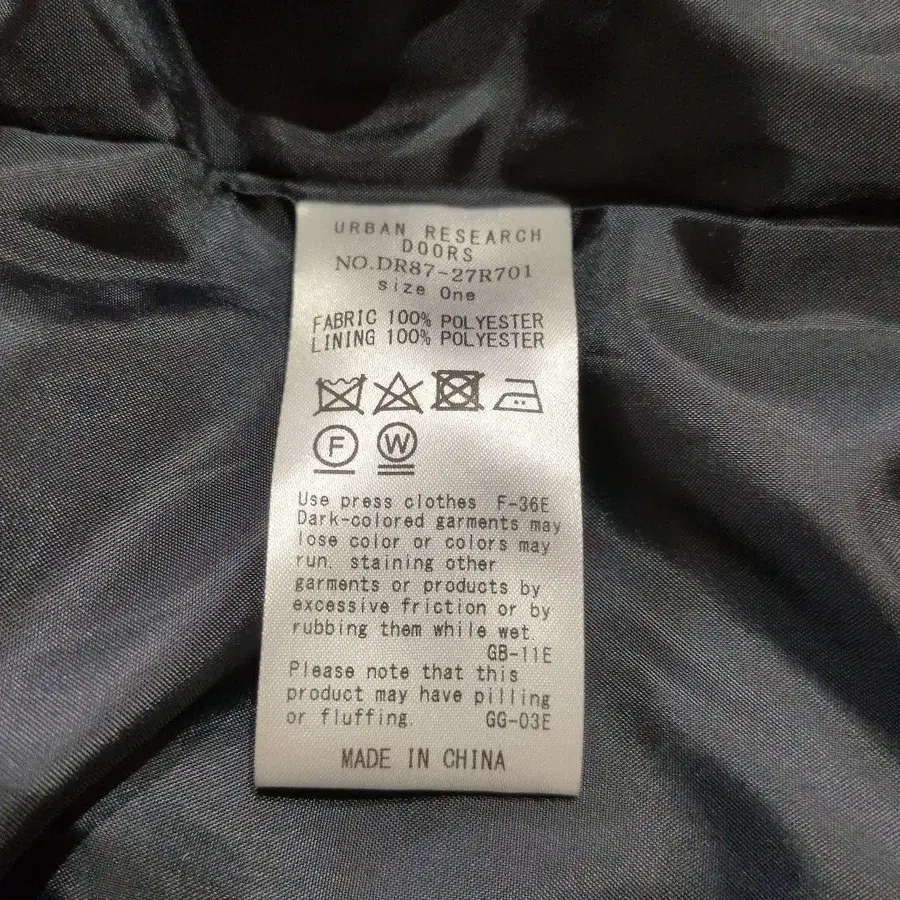 URBAN RESEARCH
DOORS
NO.DR87-27R701
size One
FABRIC 100% POLYESTER
LINING 100% POLYESTER
F W
Use press clothes F-36E
Dark-colored garments may
lose color or colors may
run. staining other
garments or products by
excessive friction or by
rubbing them while wet.
GB-11E
Please note that this
product may have pilling
or fluffing. GG-03E
MADE IN CHINA